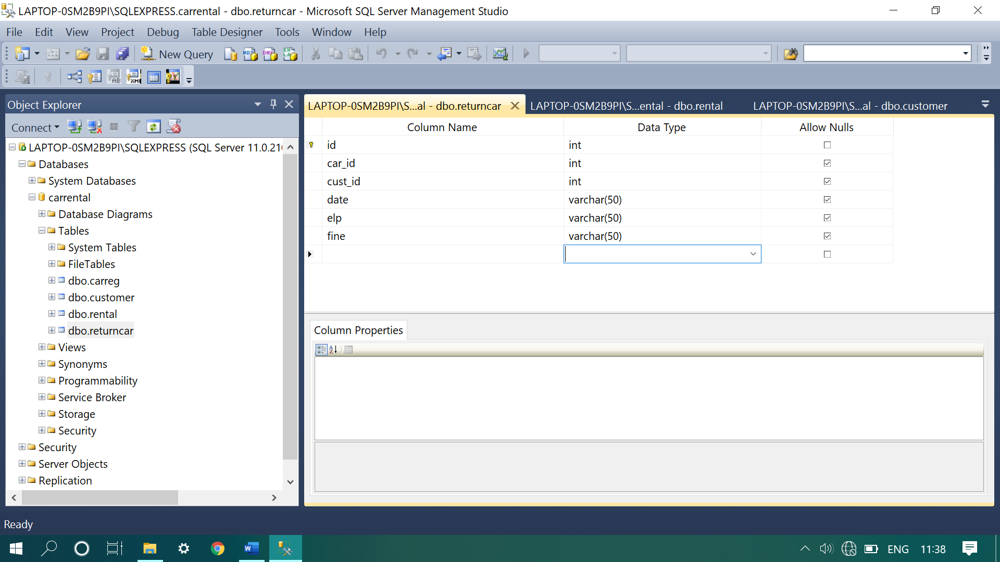 LAPTOP-0SM2B9PI\SQLEXPRESS.carrental - dbo.returncar - Microsoft SQL Server Management Studio
File Edit View Project Debug Table Designer Tools Window Help
New Query
Object Explorer
Connect
LAPTOP-0SM2B9PI\SQLEXPRESS (SQL Server 11.0.21
Databases
System Databases
carrental
Database Diagrams
Tables
System Tables
FileTables
dbo.carreg
dbo.customer
dbo.rental
dbo.returncar
Views
Synonyms
Programmability
Service Broker
Storage
Security
Security
Server Objects
Replication
LAPTOP-0SM2B9PI\S...al - dbo.returncar LAPTOP-0SM2B9PI\S...ental - dbo.rental LAPTOP-0SM2B9PI\S...al - dbo.customer
Column Name Data Type Allow Nulls
id int
car_id int
cust_id int
date varchar(50)
elp varchar(50)
fine varchar(50)
Column Properties
Ready
ENG 11:38